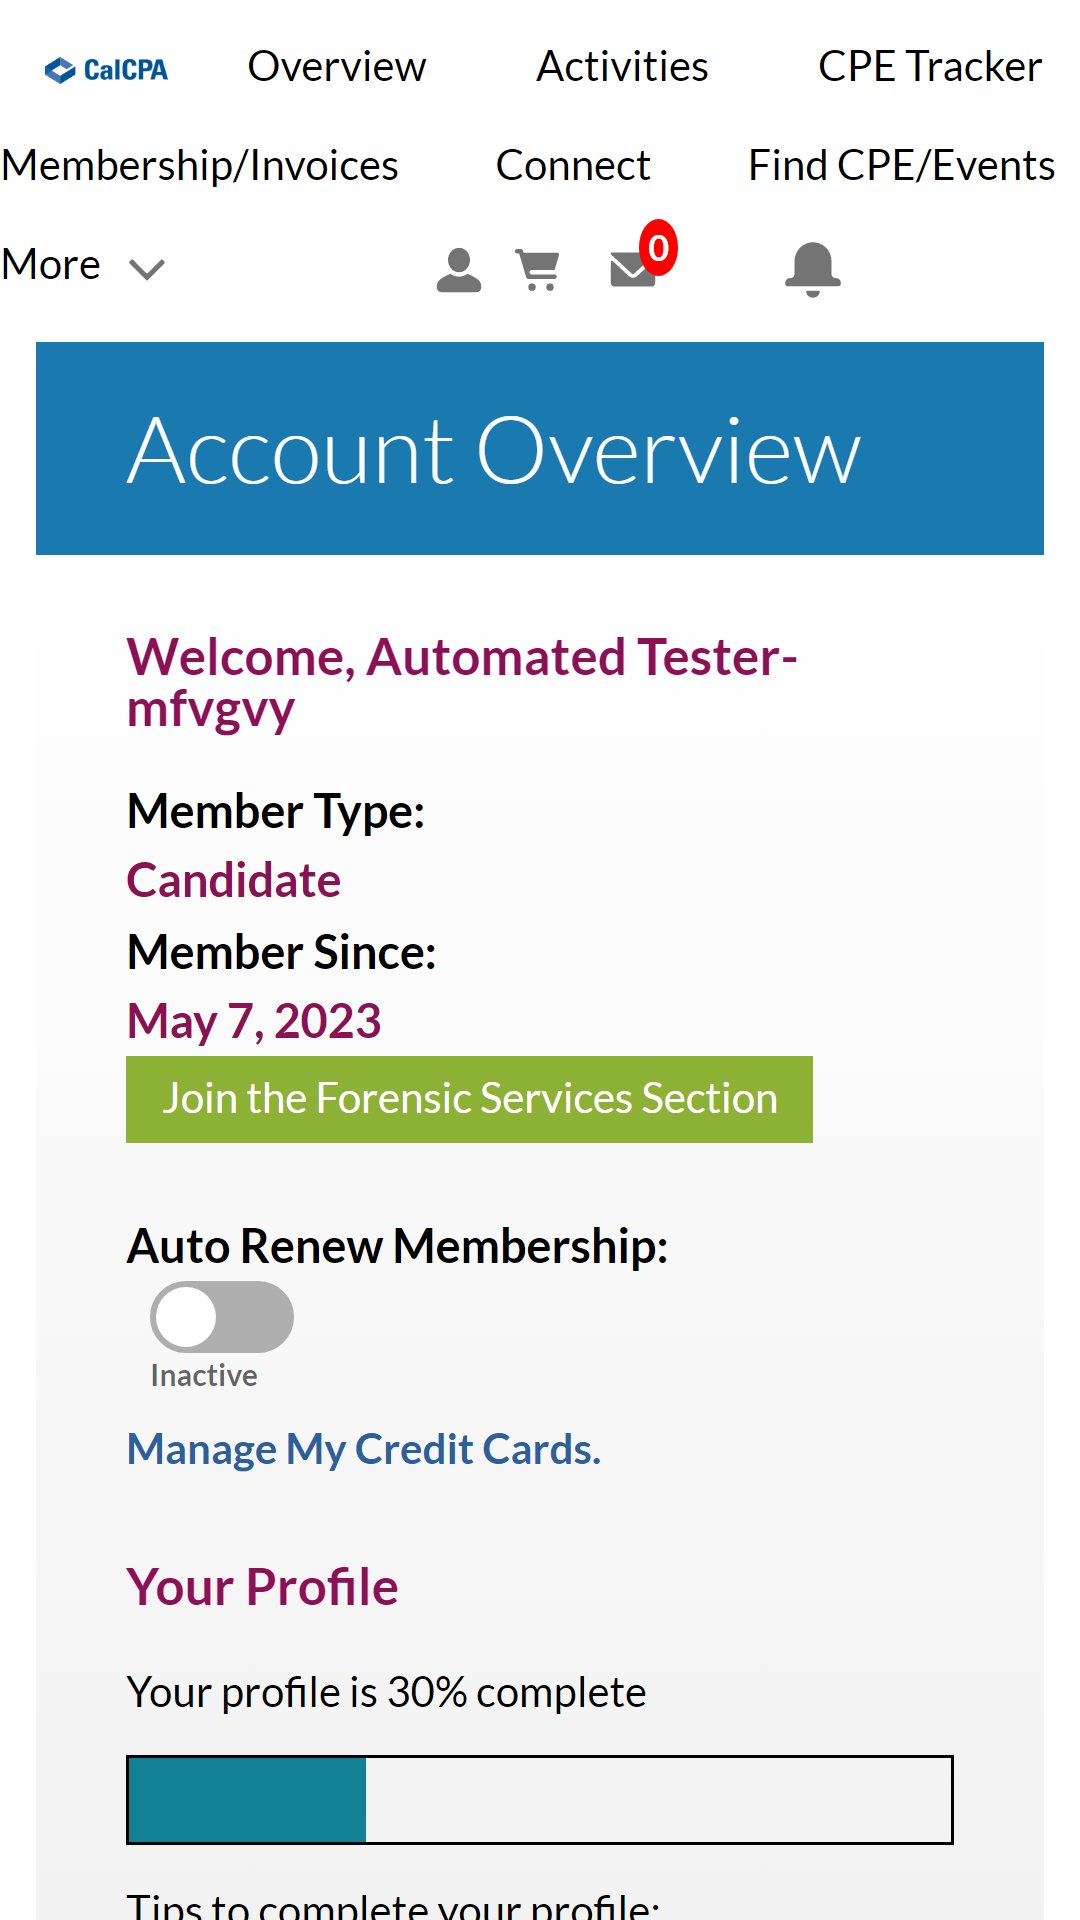 CalCPA Overview Activities CPE Tracker
Membership/Invoices Connect Find CPE/Events
More 0
Account Overview
Welcome, Automated Tester-
mfvgvy
Member Type:
Candidate
Member Since:
May 7, 2023
Join the Forensic Services Section
Auto Renew Membership:
Inactive
Manage My Credit Cards.
Your Profile
Your profile is 30% complete
Tips to complete your profile: